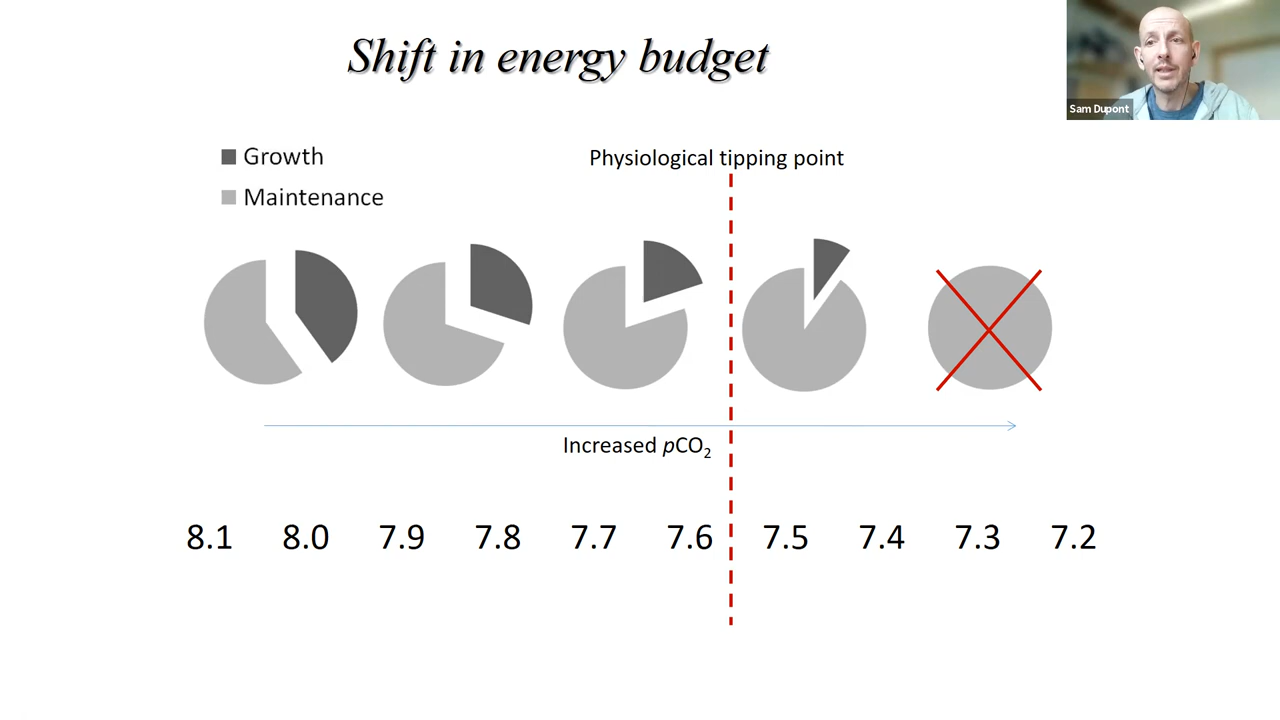 Shift in energy budget
Sam Dupont
Growth
Maintenance
Physiological tipping point
Increased pCO₂
8.1 8.0 7.9 7.8 7.7 7.6 7.5 7.4 7.3 7.2